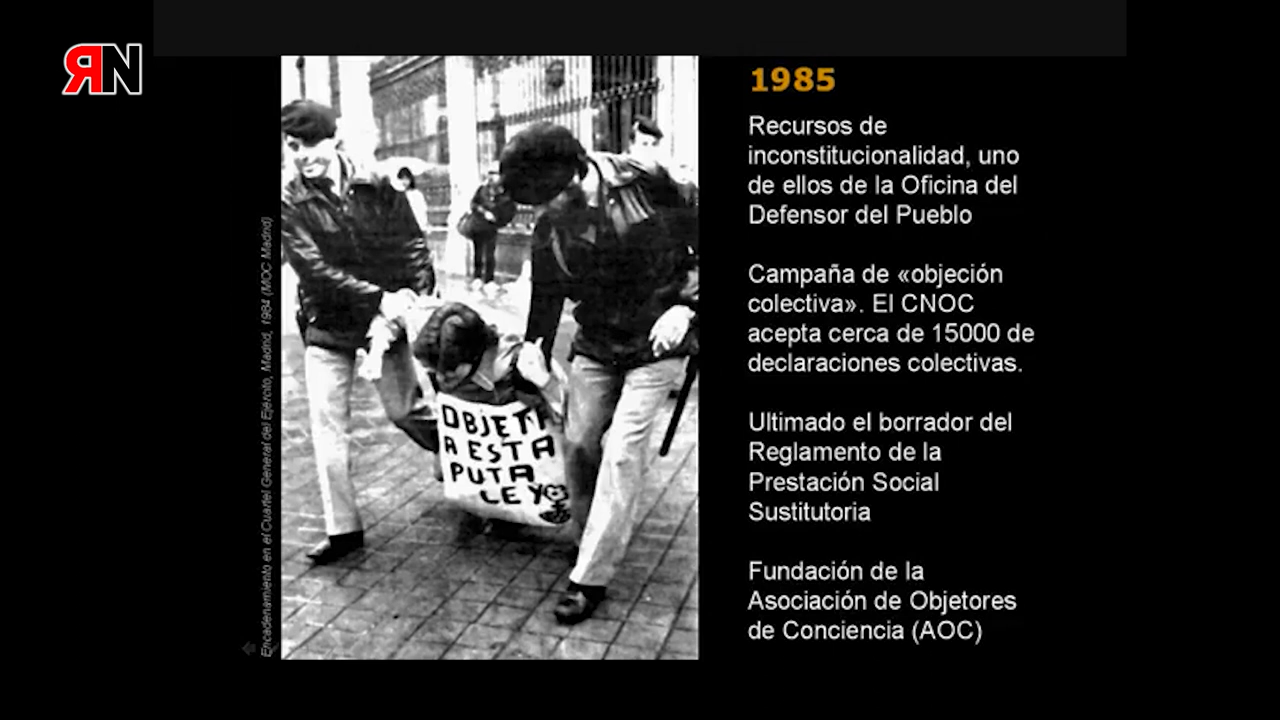 RN
1985
Recursos de
inconstitucionalidad, uno
de ellos de la Oficina del
Defensor del Pueblo
Campaña de «objeción
colectiva». El CNOC
acepta cerca de 15000 de
declaraciones colectivas.
Ultimado el borrador del
Reglamento de la
Prestación Social
Sustitutoria
Fundación de la
Asociación de Objetores
de Conciencia (AOC)
Encadenamiento en el Cuartel General del Ejército, Madrid, 1984 (MOC Madrid)
OBJETA
A ESTA
PUTA
LEY